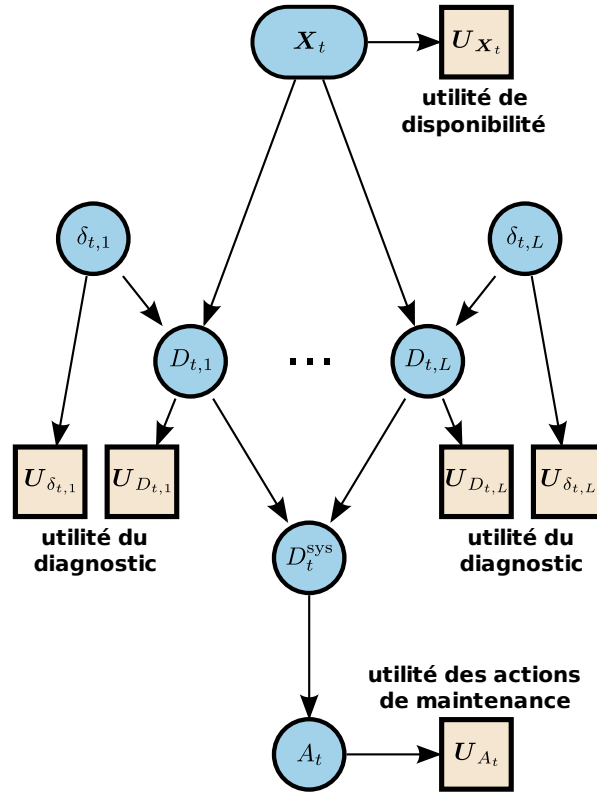 X_t
U_{X_t}
utilité de
disponibilité
δ_{t,1}
δ_{t,L}
D_{t,1}
...
D_{t,L}
U_{δ_{t,1}}
U_{D_{t,1}}
U_{D_{t,L}}
U_{δ_{t,L}}
utilité du
diagnostic
utilité du
diagnostic
D_t^{sys}
utilité des actions
de maintenance
A_t
U_{A_t}